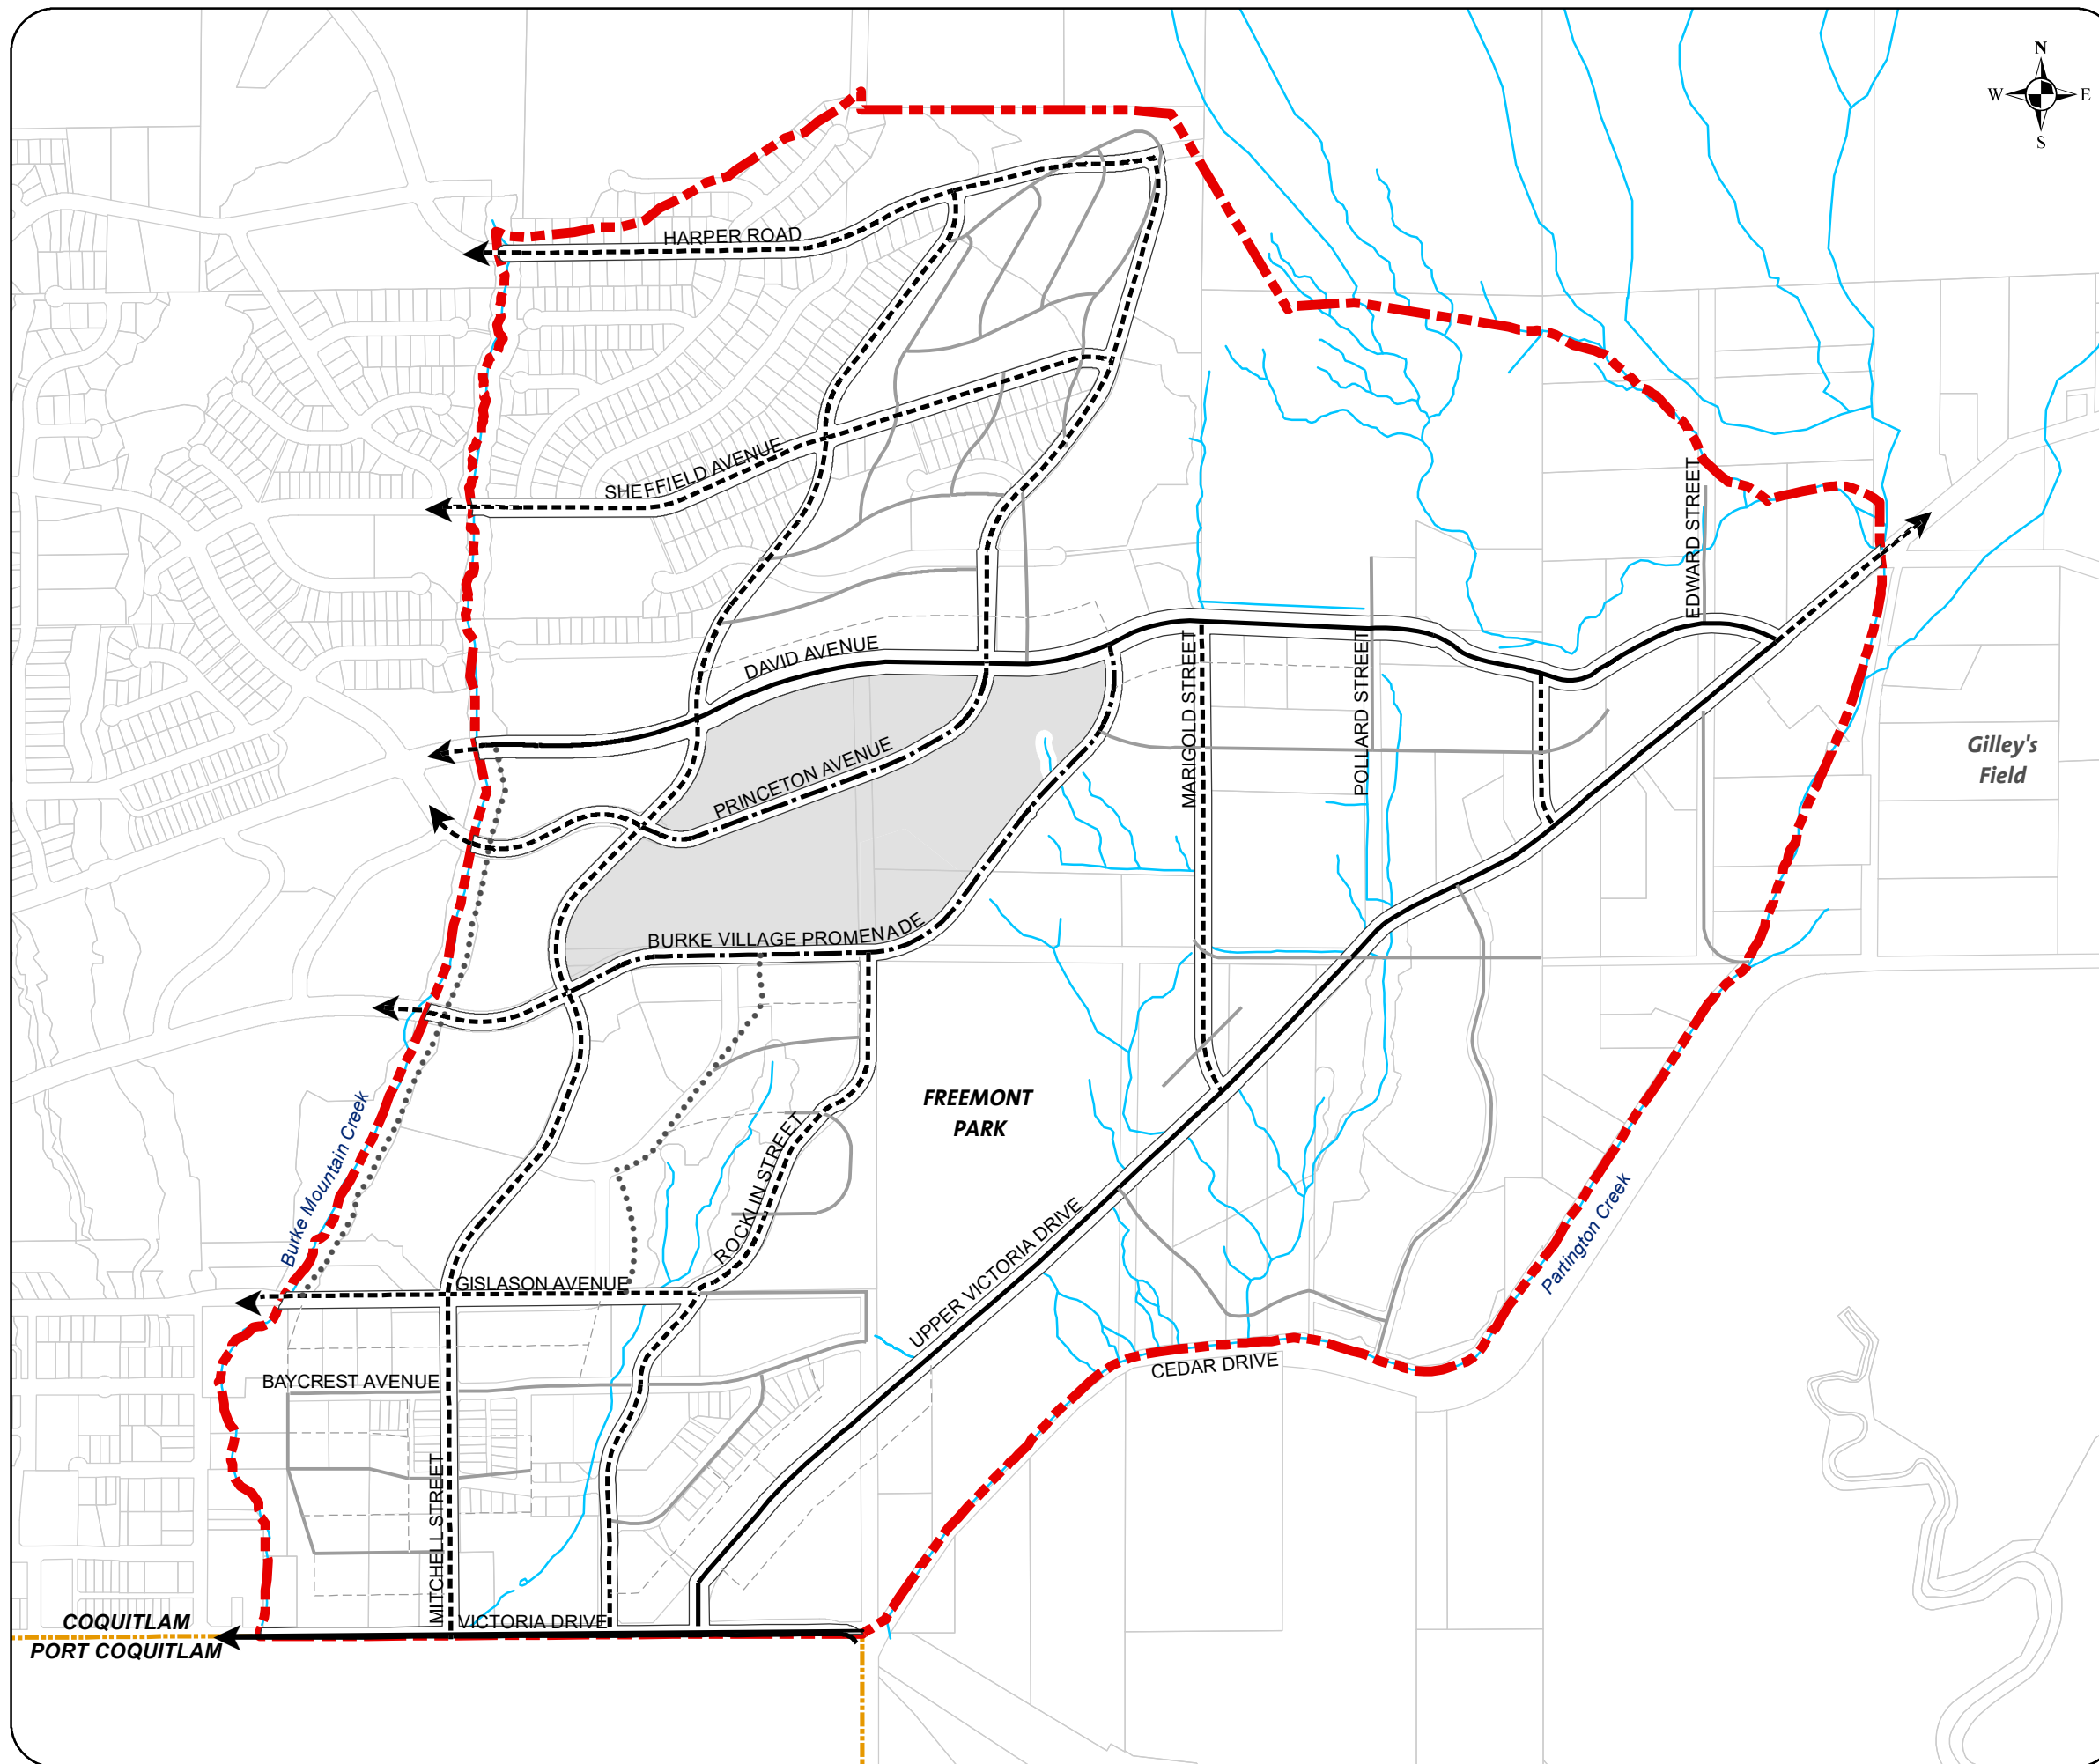 N
W E
S
HARPER ROAD
SHEFFIELD AVENUE
EDWARD STREET
DAVID AVENUE
MARIGOLD STREET
POLLARD STREET
PRINCETON AVENUE
Gilley's
Field
BURKE VILLAGE PROMENADE
FREEMONT
PARK
Burke Mountain Creek
ROCKLIN STREET
Partington Creek
GISLASON AVENUE
UPPER VICTORIA DRIVE
CEDAR DRIVE
BAYCREST AVENUE
MITCHELL STREET
VICTORIA DRIVE
COQUITLAM
PORT COQUITLAM